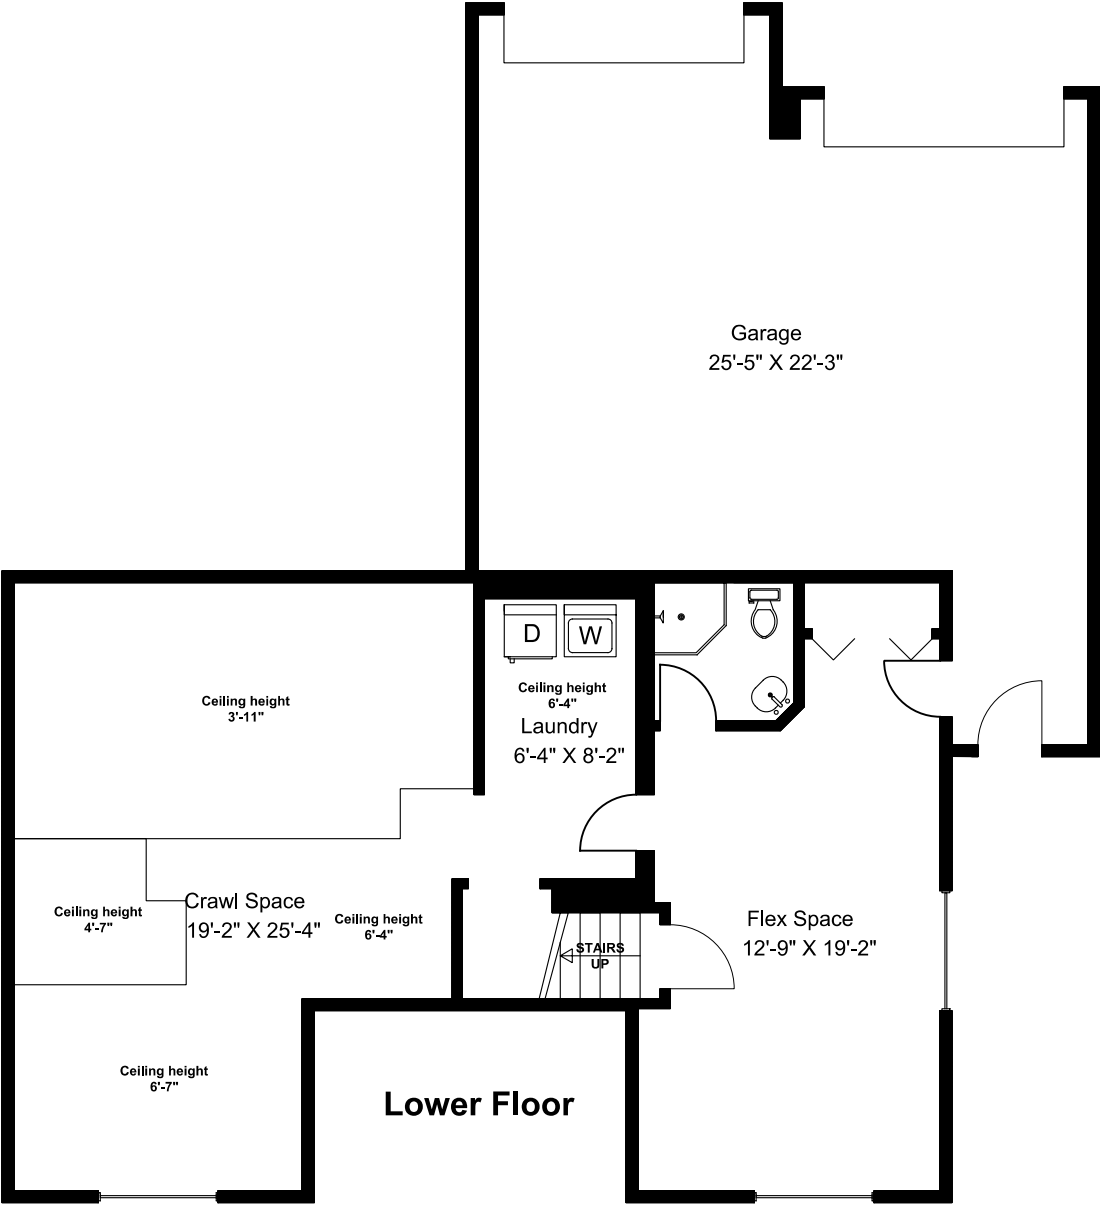 Garage
25'-5" X 22'-3"
D
W
Ceiling height
6'-4"
Laundry
6'-4" X 8'-2"
Ceiling height
3'-11"
Crawl Space
19'-2" X 25'-4"
Ceiling height
4'-7"
Ceiling height
6'-4"
Flex Space
12'-9" X 19'-2"
STAIRS
UP
Ceiling height
6'-7"
Lower Floor